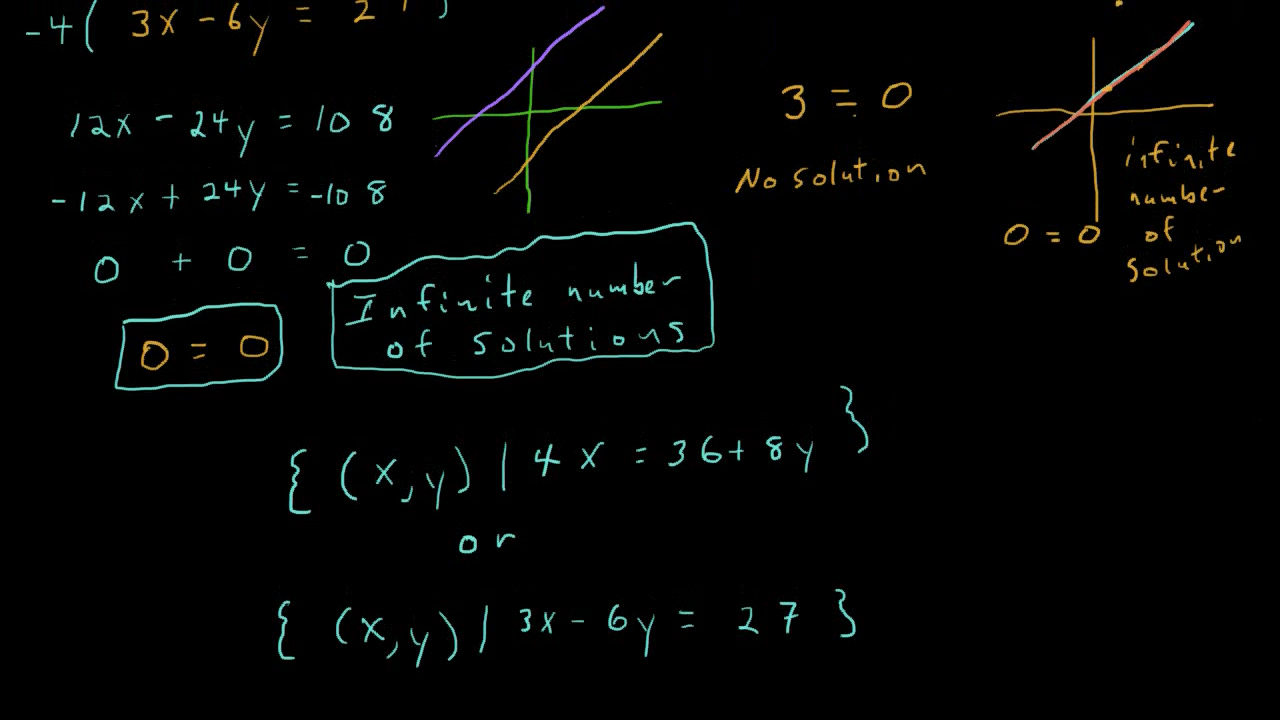 -4( 3x - 6y = 2
12x - 24y = 108
-12x + 24y = -108
0 + 0 = 0
0 = 0
Infinite number
of solutions
3 = 0
No solution
infinite
number
of
solution
0 = 0
{ (x,y) | 4x = 36 + 8y }
or
{ (x,y) | 3x - 6y = 27 }